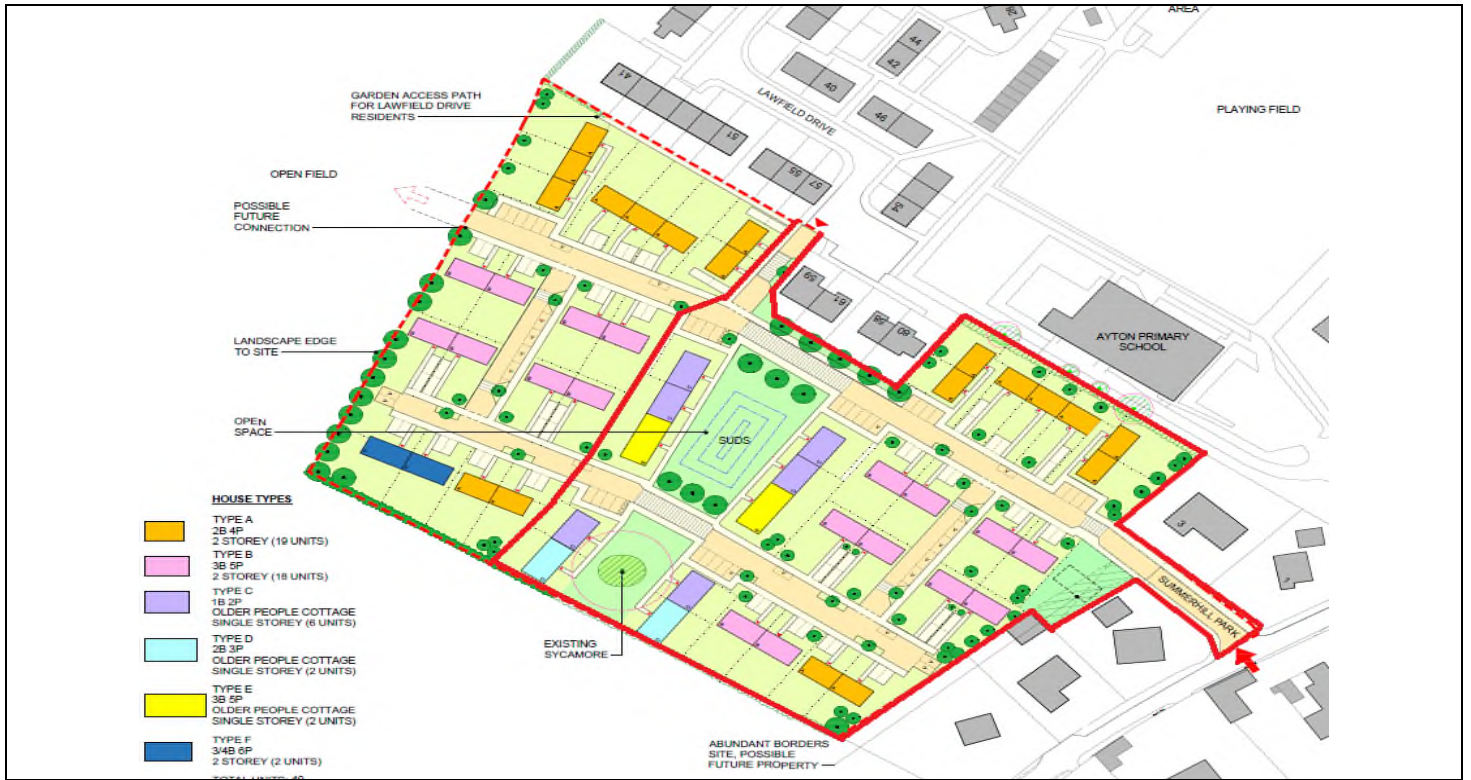 AREA
28
44
42
41
40
GARDEN ACCESS PATH
FOR LAWFIELD DRIVE
RESIDENTS
LAWFIELD DRIVE
46
PLAYING FIELD
51
OPEN FIELD
55
57
54
POSSIBLE
FUTURE
CONNECTION
59
61
58
60
LANDSCAPE EDGE
TO SITE
AYTON PRIMARY
SCHOOL
OPEN
SPACE
SUDS
3
SUMMERHILL PARK
EXISTING
SYCAMORE
ABUNDANT BORDERS
SITE, POSSIBLE
FUTURE PROPERTY
HOUSE TYPES
TYPE A
2B 4P
2 STOREY (19 UNITS)
TYPE B
3B 5P
2 STOREY (18 UNITS)
TYPE C
1B 2P
OLDER PEOPLE COTTAGE
SINGLE STOREY (6 UNITS)
TYPE D
2B 3P
OLDER PEOPLE COTTAGE
SINGLE STOREY (2 UNITS)
TYPE E
3B 5P
OLDER PEOPLE COTTAGE
SINGLE STOREY (2 UNITS)
TYPE F
3/4B 6P
2 STOREY (2 UNITS)
TOTAL UNITS: 49